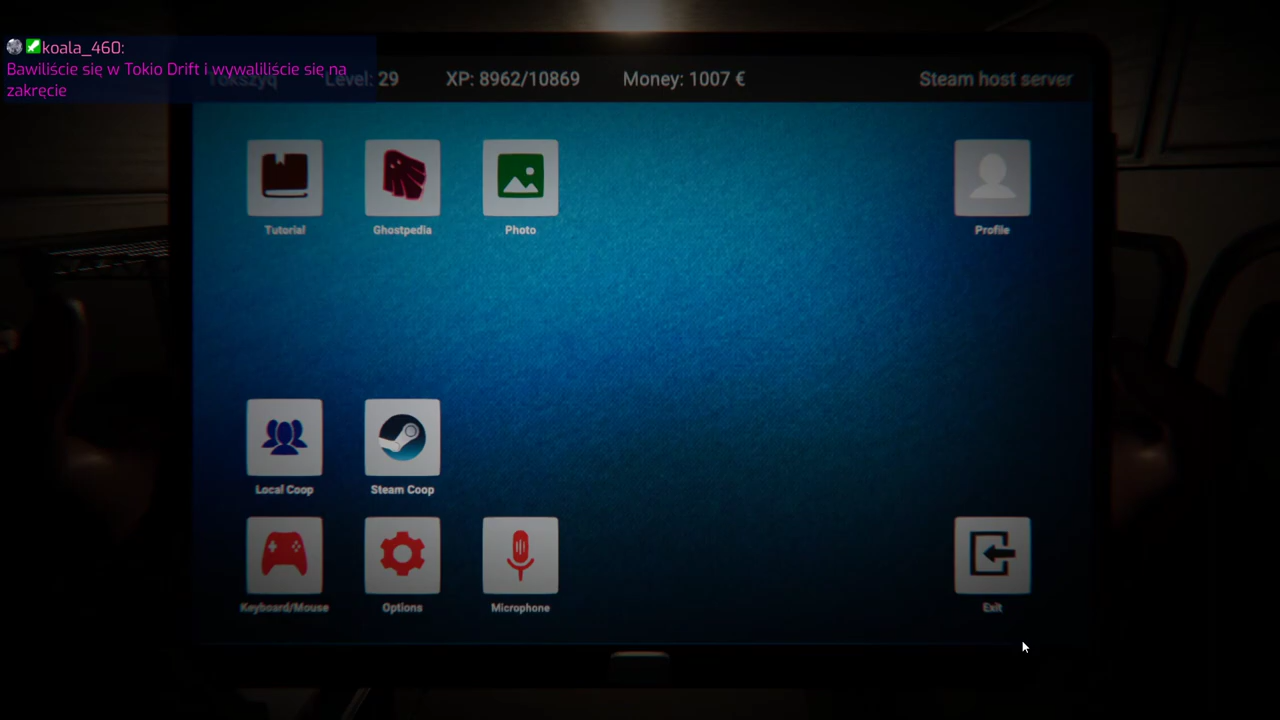 koala_460:
Bawiliście się w Tokio Drift i wywaliliście się na
zakręcie
Tokszyq Level: 29 XP: 8962/10869 Money: 1007 € Steam host server
Tutorial Ghostpedia Photo Profile
Local Coop Steam Coop
Keyboard/Mouse Options Microphone Exit